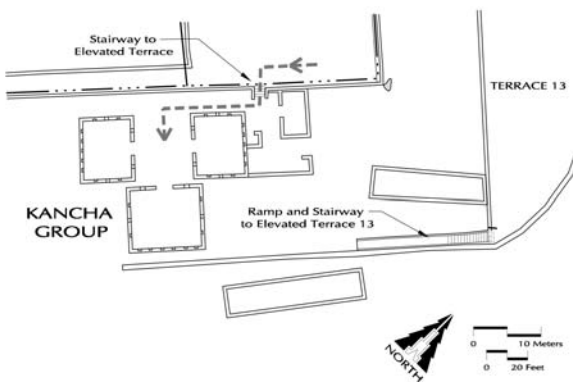 Stairway to
Elevated Terrace
TERRACE 13
KANCHA
GROUP
Ramp and Stairway
to Elevated Terrace 13
NORTH
0 10 Meters
0 20 Feet